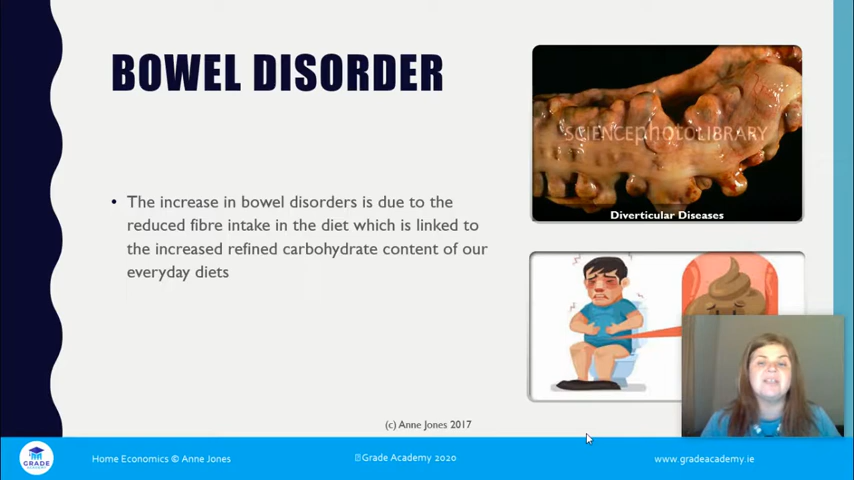 BOWEL DISORDER
SCIENCEPHOTOLIBRARY
Diverticular Diseases
• The increase in bowel disorders is due to the
reduced fibre intake in the diet which is linked to
the increased refined carbohydrate content of our
everyday diets
(c) Anne Jones 2017
GRADE
ACADEMY
Home Economics © Anne Jones
Grade Academy 2020
www.gradeacademy.ie